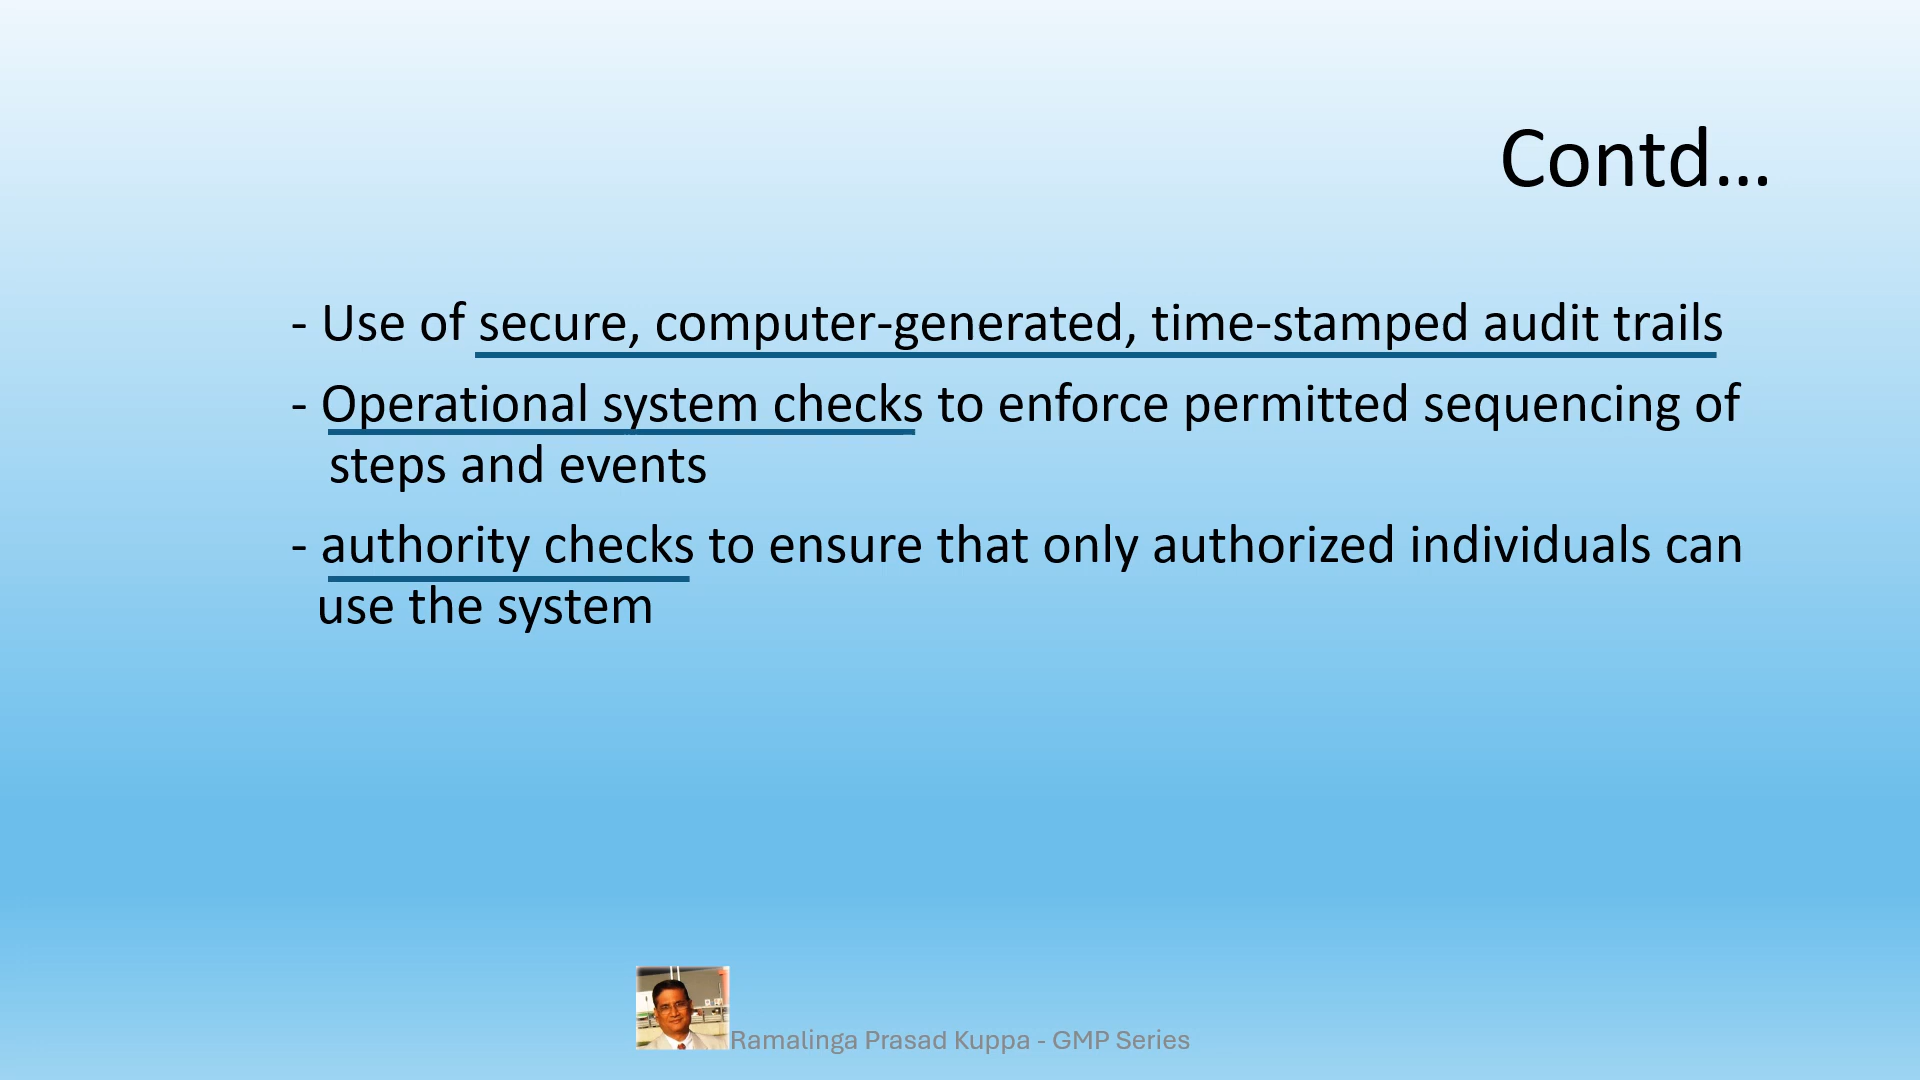 Contd...
- Use of secure, computer-generated, time-stamped audit trails
- Operational system checks to enforce permitted sequencing of
steps and events
- authority checks to ensure that only authorized individuals can
use the system
Ramalinga Prasad Kuppa - GMP Series